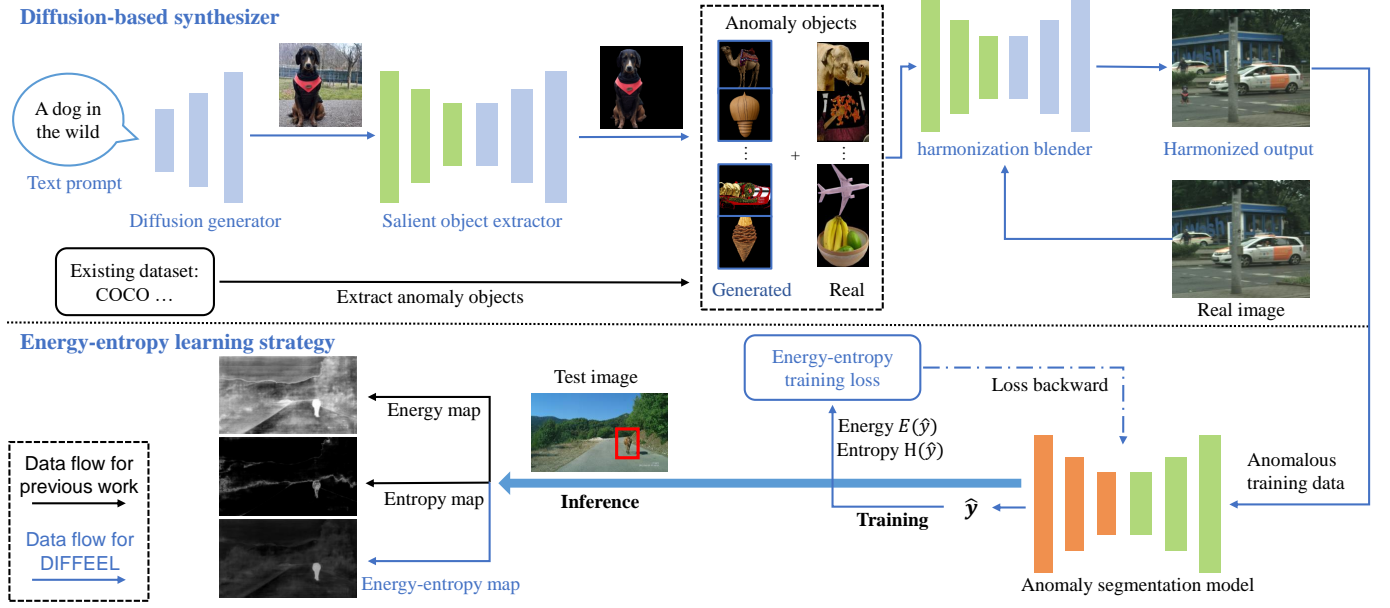 Diffusion-based synthesizer
A dog in
the wild
Text prompt
Diffusion generator
Salient object extractor
Anomaly objects
+
Generated
Real
harmonization blender
Harmonized output
Real image
Existing dataset:
COCO ...
Extract anomaly objects
Energy-entropy learning strategy
Energy map
Entropy map
Energy-entropy map
Test image
Inference
Energy-entropy
training loss
Loss backward
Energy E(ŷ)
Entropy H(ŷ)
Training
ŷ
Anomalous
training data
Anomaly segmentation model
Data flow for
previous work
Data flow for
DIFFEEL